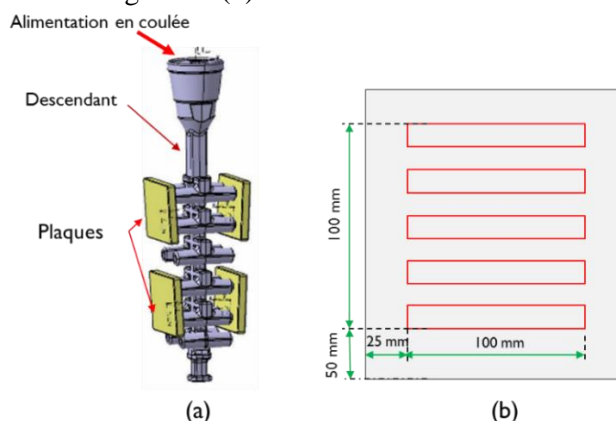 Alimentation en coulée
Descendant
Plaques
100 mm
50 mm
25 mm
100 mm
(a)
(b)